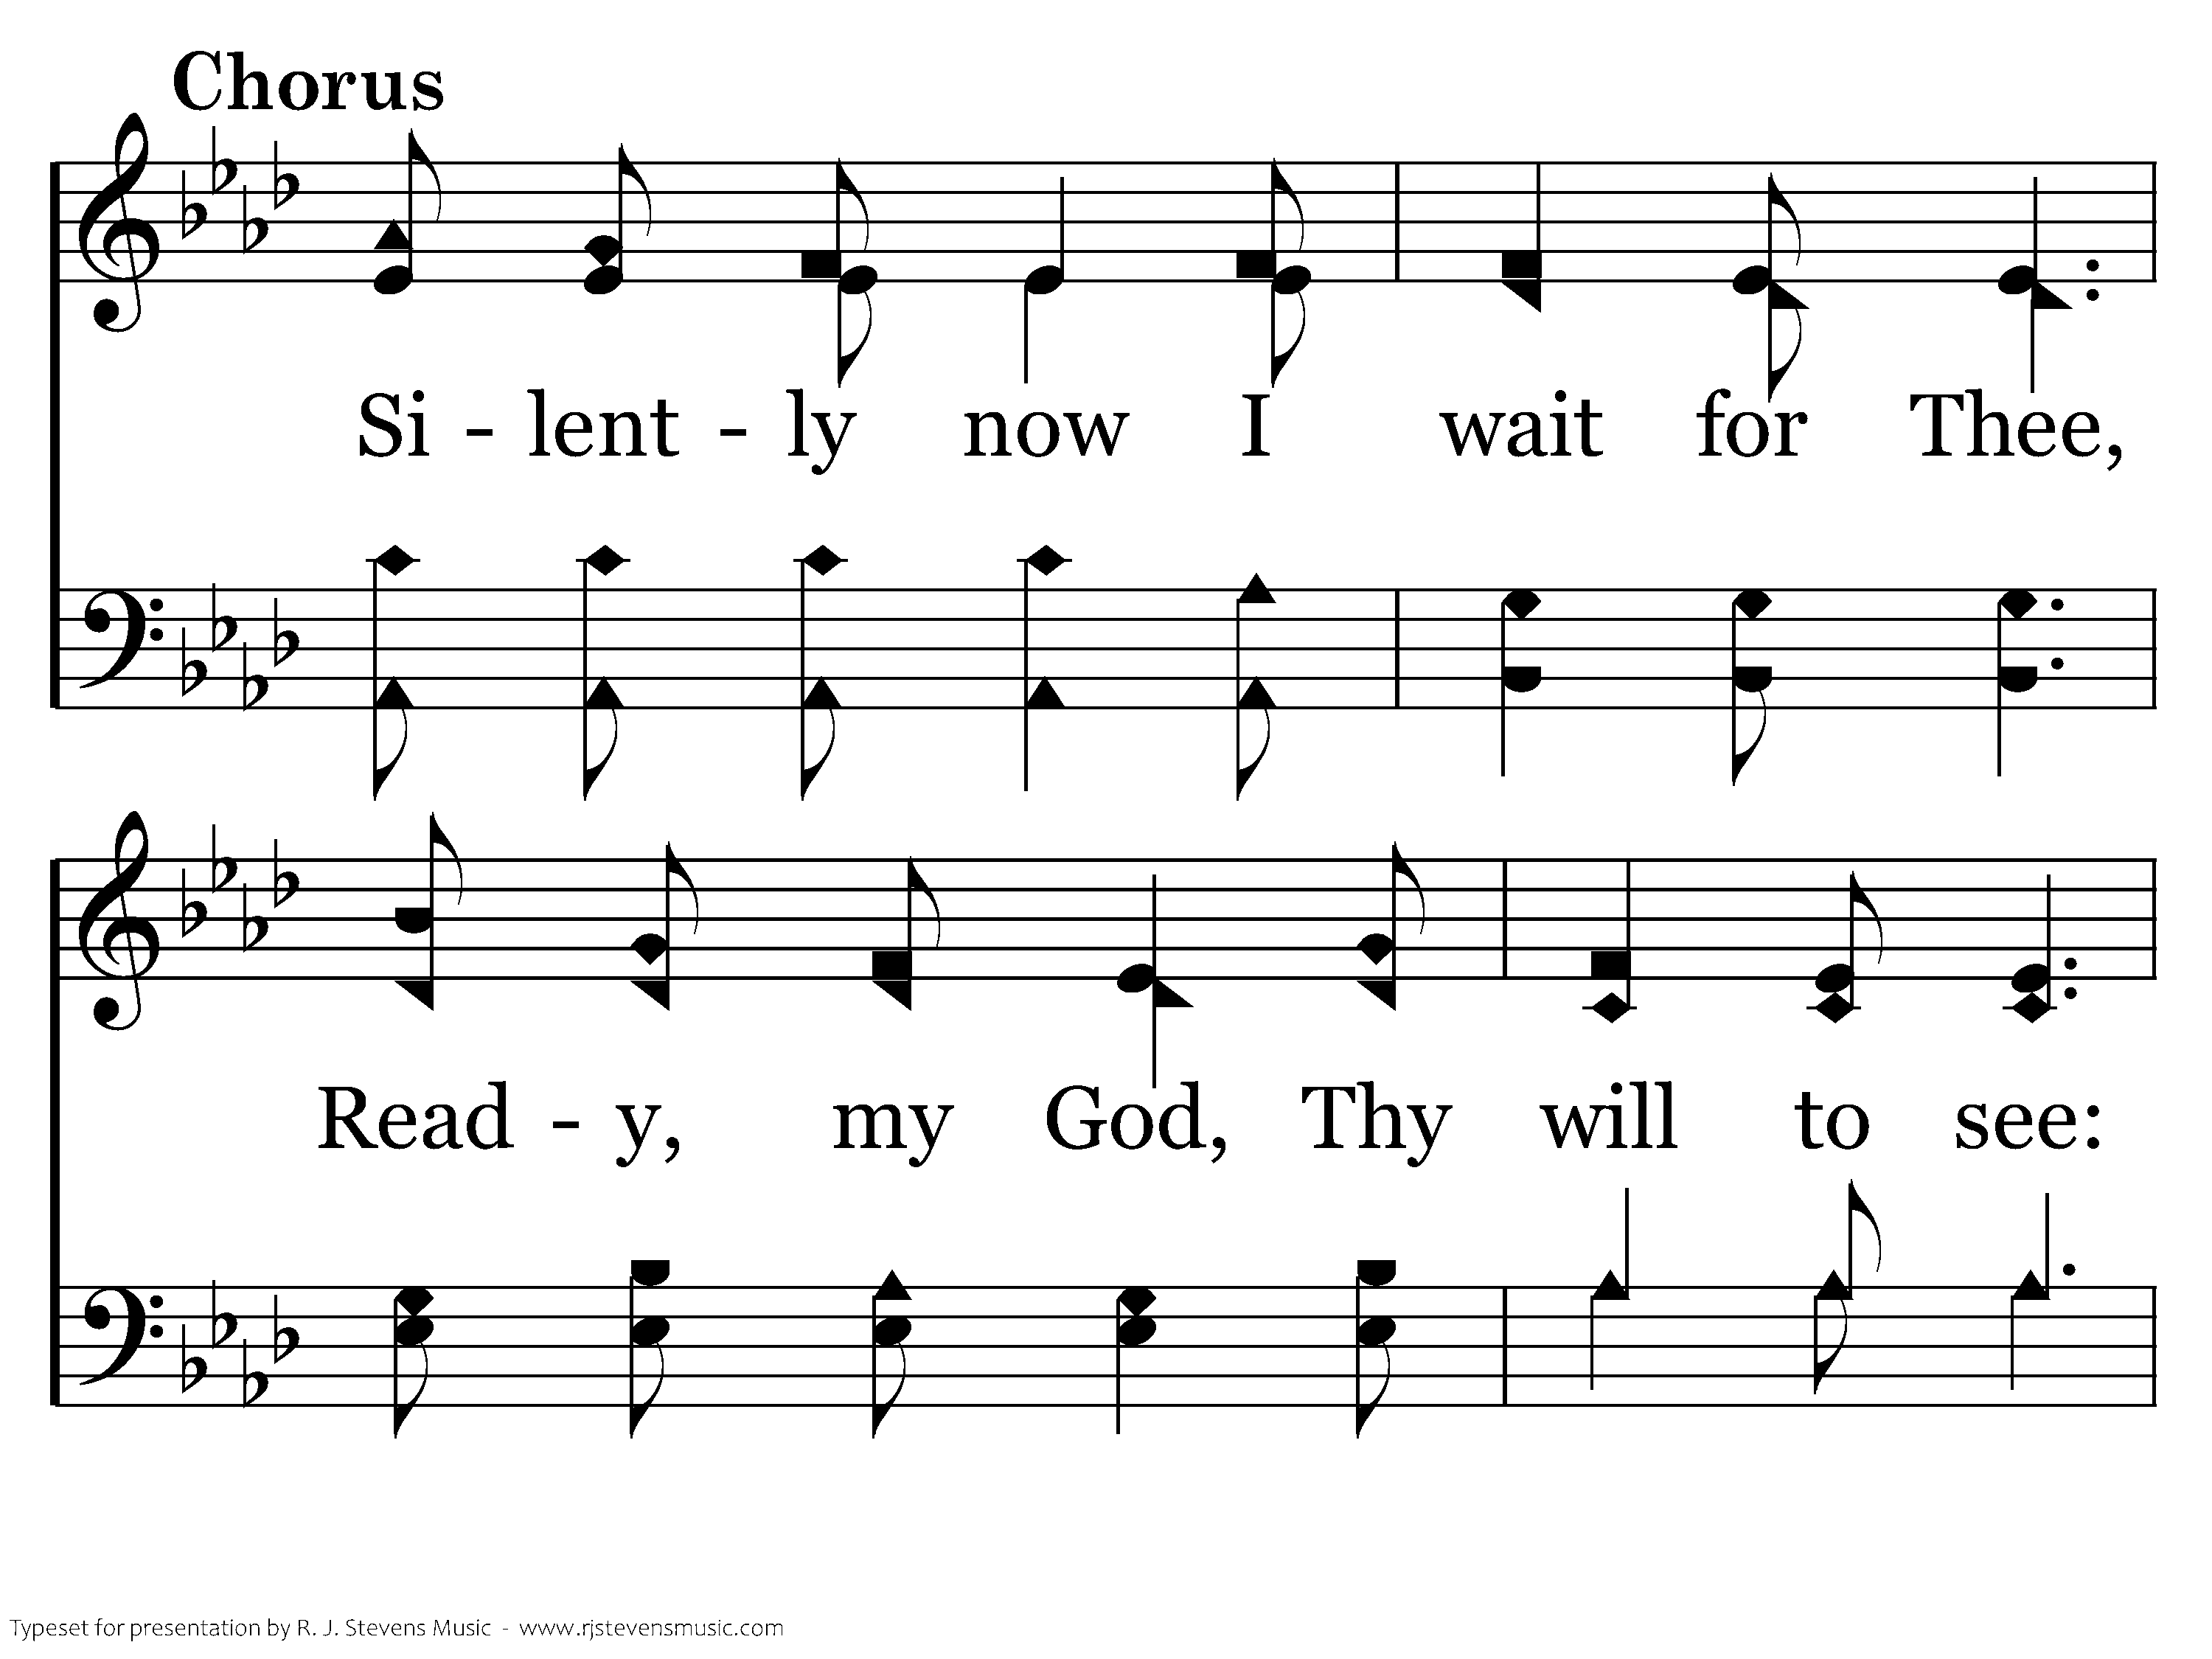 Chorus
Si - lent - ly now I wait for Thee,
Read - y, my God, Thy will to see:
Typeset for presentation by R. J. Stevens Music - www.rjstevensmusic.com